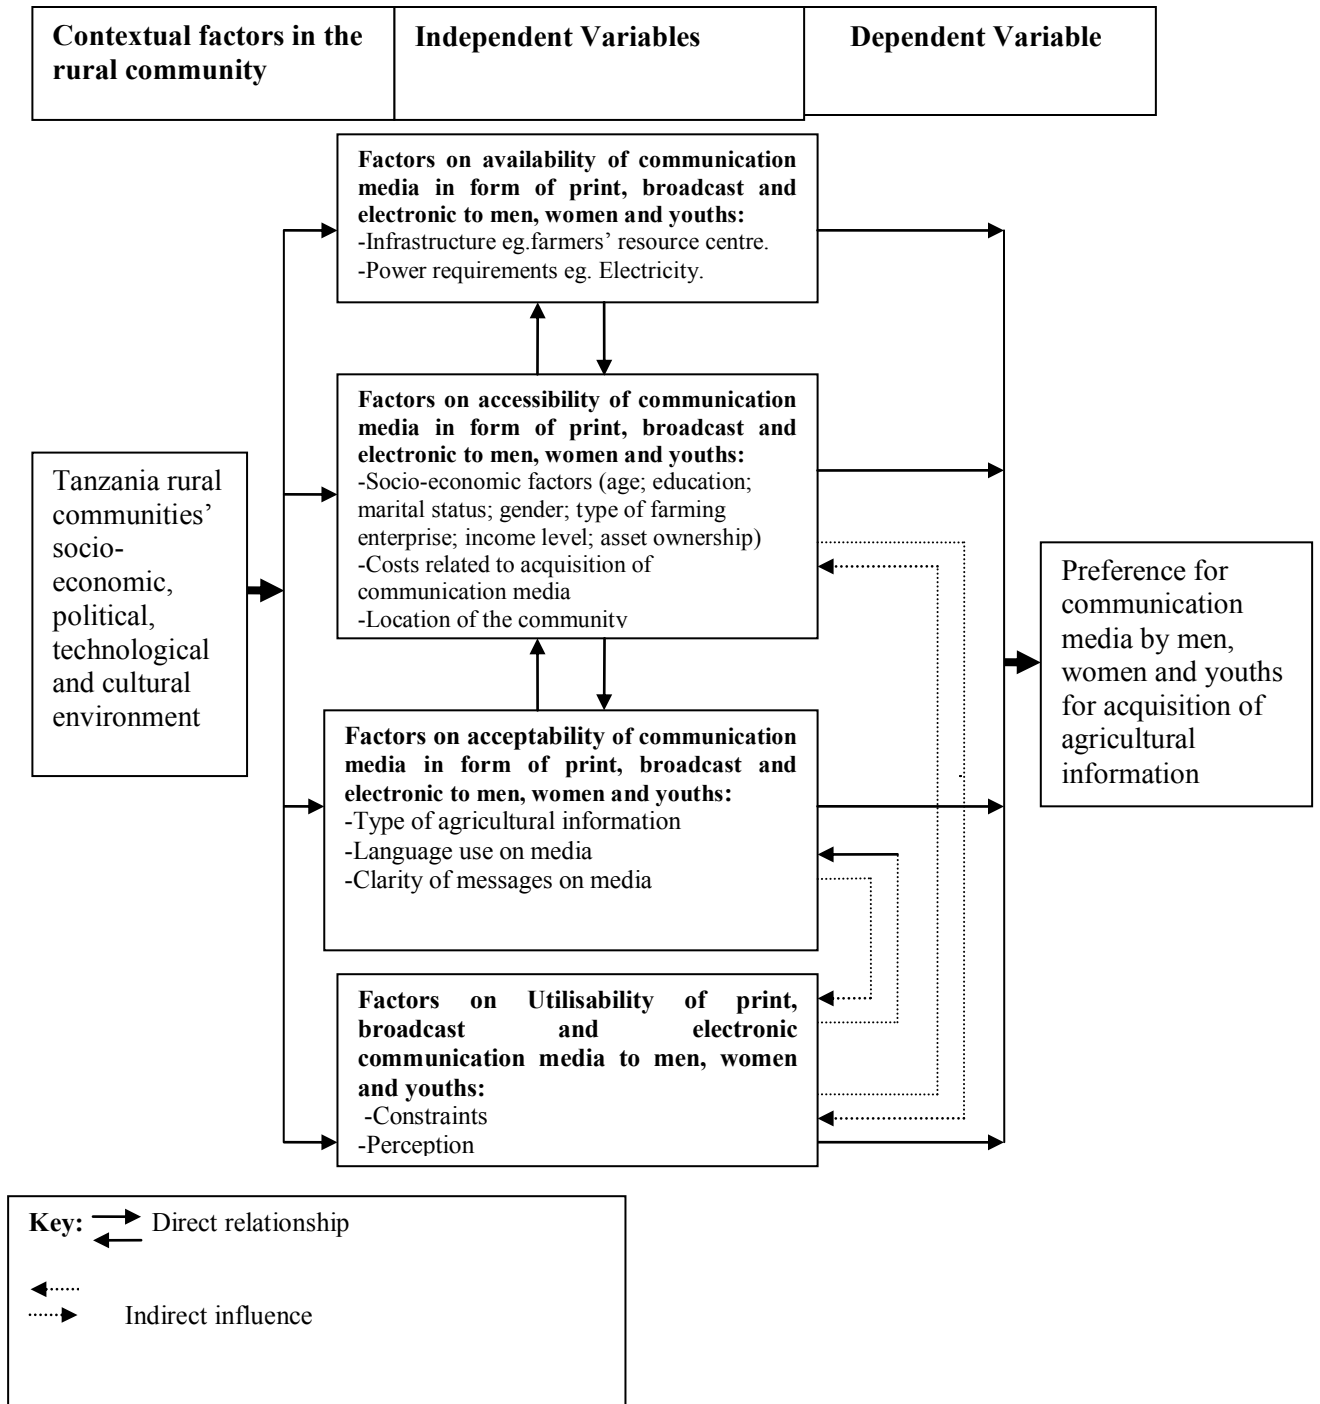 Contextual factors in the
rural community
Independent Variables
Dependent Variable
Factors on availability of communication
media in form of print, broadcast and
electronic to men, women and youths:
-Infrastructure eg.farmers’ resource centre.
-Power requirements eg. Electricity.
Factors on accessibility of communication
media in form of print, broadcast and
electronic to men, women and youths:
-Socio-economic factors (age; education;
marital status; gender; type of farming
enterprise; income level; asset ownership)
-Costs related to acquisition of
communication media
-Location of the community
Tanzania rural
communities’
socio-
economic,
political,
technological
and cultural
environment
Preference for
communication
media by men,
women and youths
for acquisition of
agricultural
information
Factors on acceptability of communication
media in form of print, broadcast and
electronic to men, women and youths:
-Type of agricultural information
-Language use on media
-Clarity of messages on media
Factors on Utilisability of print,
broadcast and electronic
communication media to men, women
and youths:
-Constraints
-Perception
Key: Direct relationship
Indirect influence